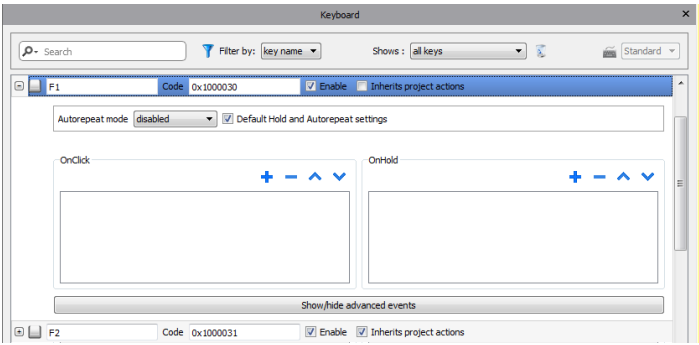 Keyboard
Search Filter by: key name Shows : all keys Standard
F1 Code 0x1000030 Enable Inherits project actions
Autorepeat mode disabled Default Hold and Autorepeat settings
OnClick OnHold
Show/hide advanced events
F2 Code 0x1000031 Enable Inherits project actions